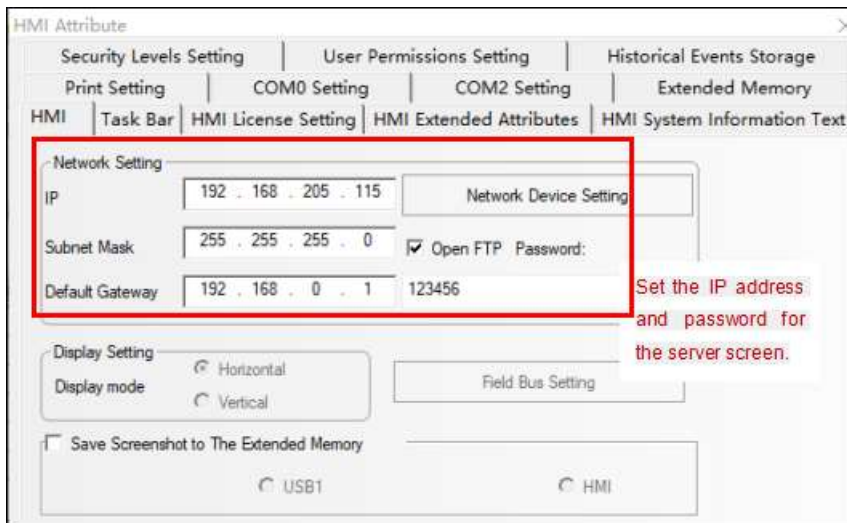 HMI Attribute
Security Levels Setting User Permissions Setting Historical Events Storage
Print Setting COM0 Setting COM2 Setting Extended Memory
HMI Task Bar HMI License Setting HMI Extended Attributes HMI System Information Text
Network Setting
IP 192 . 168 . 205 . 115 Network Device Setting
Subnet Mask 255 . 255 . 255 . 0 Open FTP Password:
Default Gateway 192 . 168 . 0 . 1 123456
Set the IP address
and password for
the server screen.
Display Setting
Display mode Horizontal Field Bus Setting
Vertical
Save Screenshot to The Extended Memory
USB1 HMI